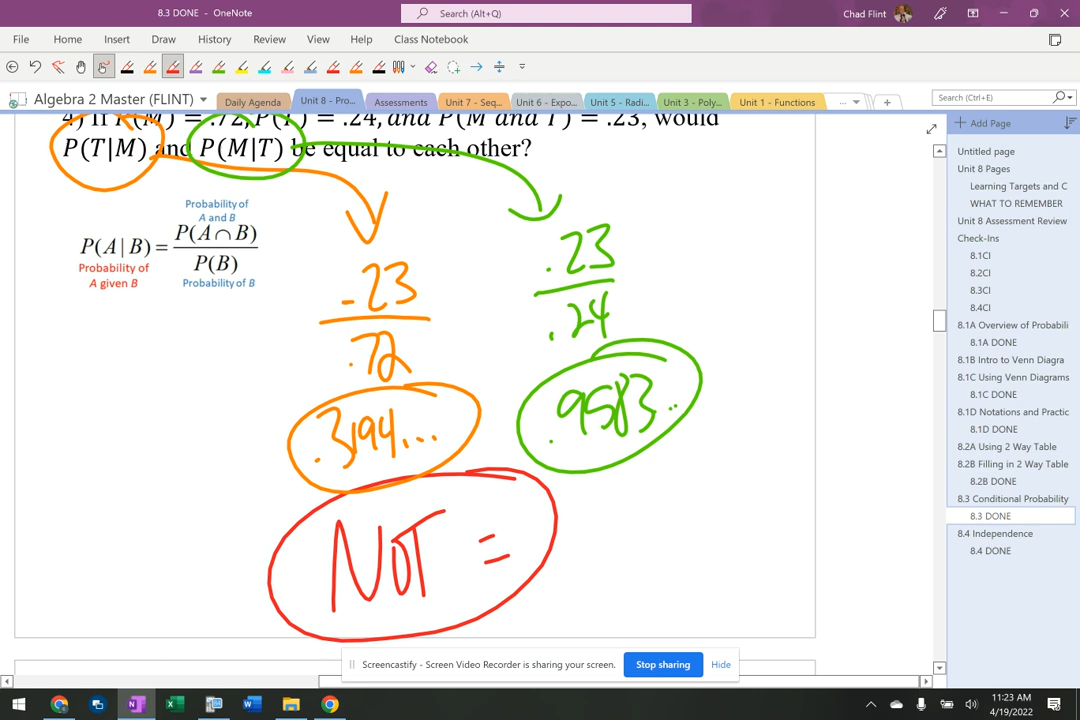 8.3 DONE - OneNote
Search (Alt+Q)
Chad Flint
File Home Insert Draw History Review View Help Class Notebook
Algebra 2 Master (FLINT)
Daily Agenda
Unit 8 - Pro...
Assessments
Unit 7 - Seq...
Unit 6 - Expo...
Unit 5 - Radi...
Unit 3 - Poly...
Unit 1 - Functions
...
Search (Ctrl+E)
4) If P(M) = .72, P(T) = .24, and P(M and T) = .23, would
P(T|M) and P(M|T) be equal to each other?
Probability of
A and B
P(A | B) = P(A ∩ B)
P(B)
Probability of
A given B
Probability of B
.23
.72
.3194...
.23
.24
.9583..
NOT =
Add Page
Untitled page
Unit 8 Pages
Learning Targets and C
WHAT TO REMEMBER
Unit 8 Assessment Review
Check-Ins
8.1CI
8.2CI
8.3CI
8.4CI
8.1A Overview of Probabili
8.1A DONE
8.1B Intro to Venn Diagra
8.1C Using Venn Diagrams
8.1C DONE
8.1D Notations and Practic
8.1D DONE
8.2A Using 2 Way Table
8.2B Filling in 2 Way Table
8.2B DONE
8.3 Conditional Probability
8.3 DONE
8.4 Independence
8.4 DONE
Screencastify - Screen Video Recorder is sharing your screen.
Stop sharing
Hide
11:23 AM
4/19/2022